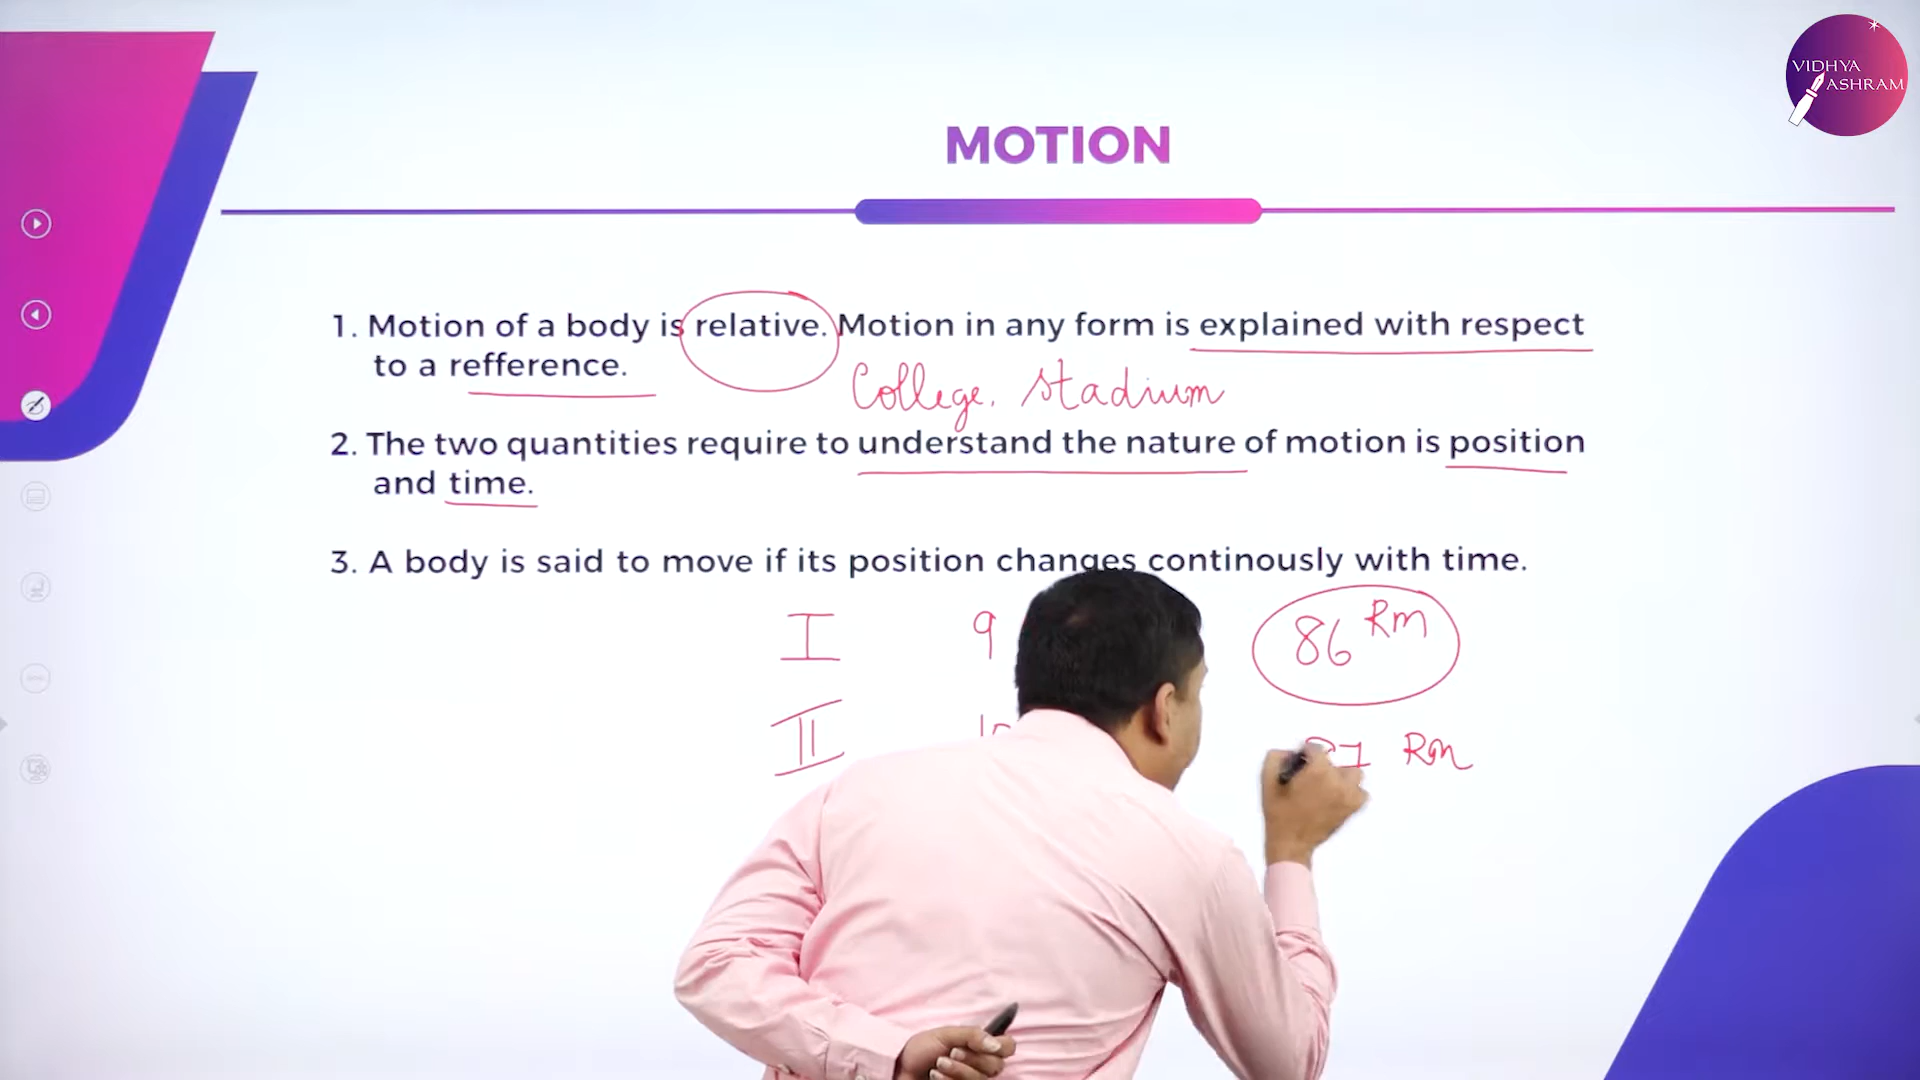 VIDHYA
ASHRAM
MOTION
1. Motion of a body is relative. Motion in any form is explained with respect
to a refference.
College. Stadium
2. The two quantities require to understand the nature of motion is position
and time.
3. A body is said to move if its position changes continously with time.
I 9 86 Rm
II Rm